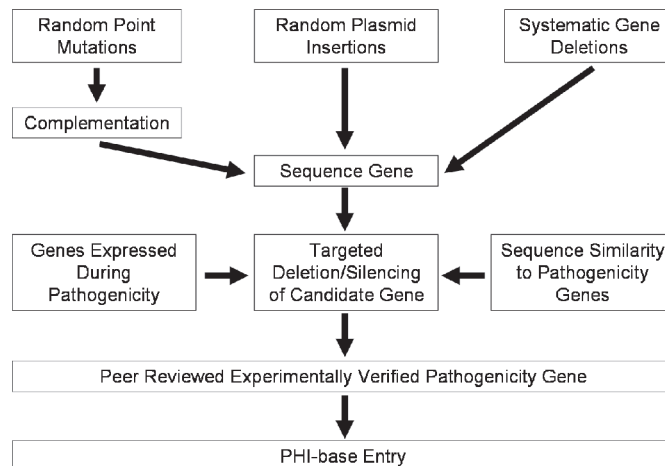 Random Point
Mutations
Random Plasmid
Insertions
Systematic Gene
Deletions
Complementation
Sequence Gene
Genes Expressed
During
Pathogenicity
Targeted
Deletion/Silencing
of Candidate Gene
Sequence Similarity
to Pathogenicity
Genes
Peer Reviewed Experimentally Verified Pathogenicity Gene
PHI-base Entry